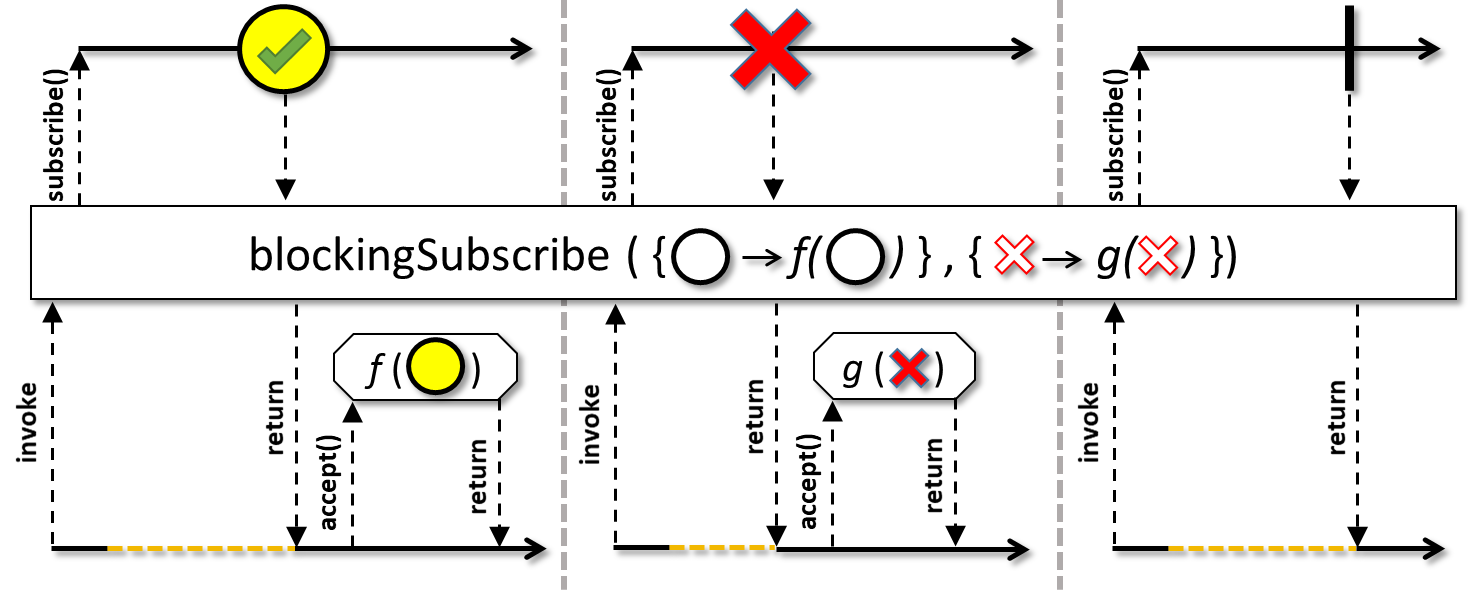 subscribe()
subscribe()
subscribe()
blockingSubscribe ( { → f( ) } , { → g( ) })
invoke
return
accept()
f ( )
return
invoke
return
accept()
g ( )
return
invoke
return